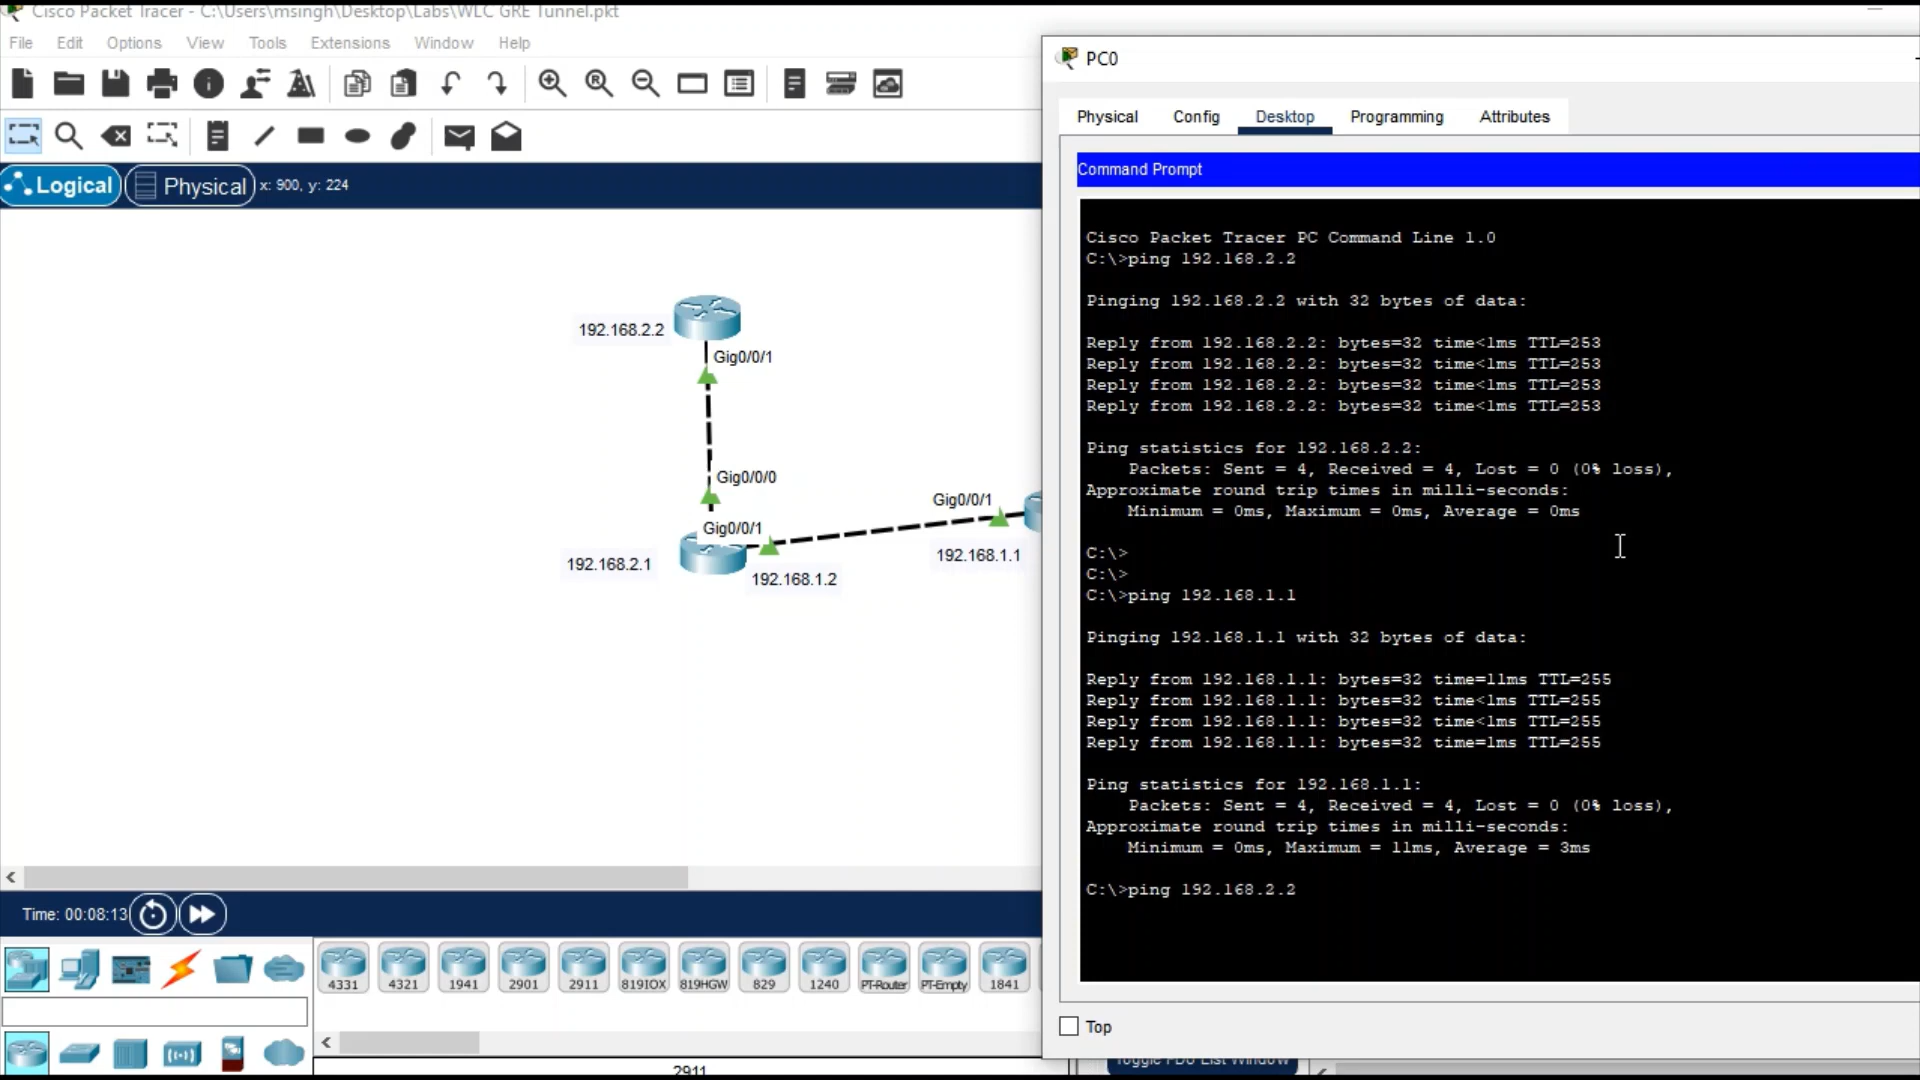 Cisco Packet Tracer - C:\Users\msingh\Desktop\Labs\WLC GRE Tunnel.pkt
File Edit Options View Tools Extensions Window Help
Logical Physical x: 900, y: 224
192.168.2.2
Gig0/0/1
Gig0/0/0
Gig0/0/1
192.168.2.1
192.168.1.2
Gig0/0/1
192.168.1.1
Time: 00:08:13
4331 4321 1941 2901 2911 819IOX 819HGW 829 1240 PT-Router PT-Empty 1841
2911
PC0
Physical Config Desktop Programming Attributes
Command Prompt
Cisco Packet Tracer PC Command Line 1.0
C:\>ping 192.168.2.2
Pinging 192.168.2.2 with 32 bytes of data:
Reply from 192.168.2.2: bytes=32 time<1ms TTL=253
Reply from 192.168.2.2: bytes=32 time<1ms TTL=253
Reply from 192.168.2.2: bytes=32 time<1ms TTL=253
Reply from 192.168.2.2: bytes=32 time<1ms TTL=253
Ping statistics for 192.168.2.2:
Packets: Sent = 4, Received = 4, Lost = 0 (0% loss),
Approximate round trip times in milli-seconds:
Minimum = 0ms, Maximum = 0ms, Average = 0ms
C:\>
C:\>
C:\>ping 192.168.1.1
Pinging 192.168.1.1 with 32 bytes of data:
Reply from 192.168.1.1: bytes=32 time=11ms TTL=255
Reply from 192.168.1.1: bytes=32 time<1ms TTL=255
Reply from 192.168.1.1: bytes=32 time<1ms TTL=255
Reply from 192.168.1.1: bytes=32 time=1ms TTL=255
Ping statistics for 192.168.1.1:
Packets: Sent = 4, Received = 4, Lost = 0 (0% loss),
Approximate round trip times in milli-seconds:
Minimum = 0ms, Maximum = 11ms, Average = 3ms
C:\>ping 192.168.2.2
Top
Toggle PDU List Window